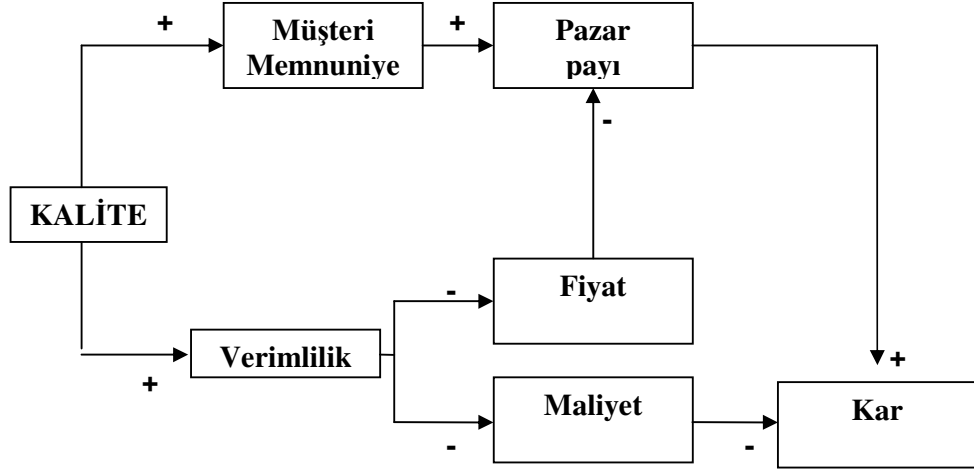 +
Müşteri
Memnuniye
+
Pazar
payı
-
KALİTE
-
Fiyat
+
Verimlilik
-
Maliyet
-
+
Kar